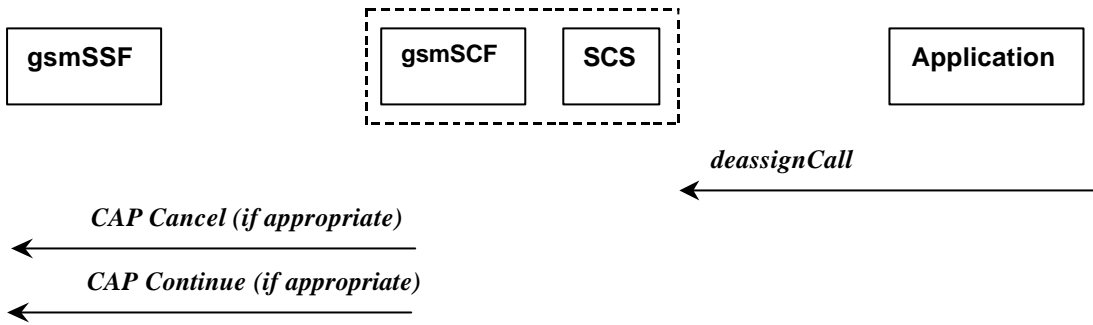 gsmSSF
gsmSCF
SCS
Application
deassignCall
CAP Cancel (if appropriate)
CAP Continue (if appropriate)